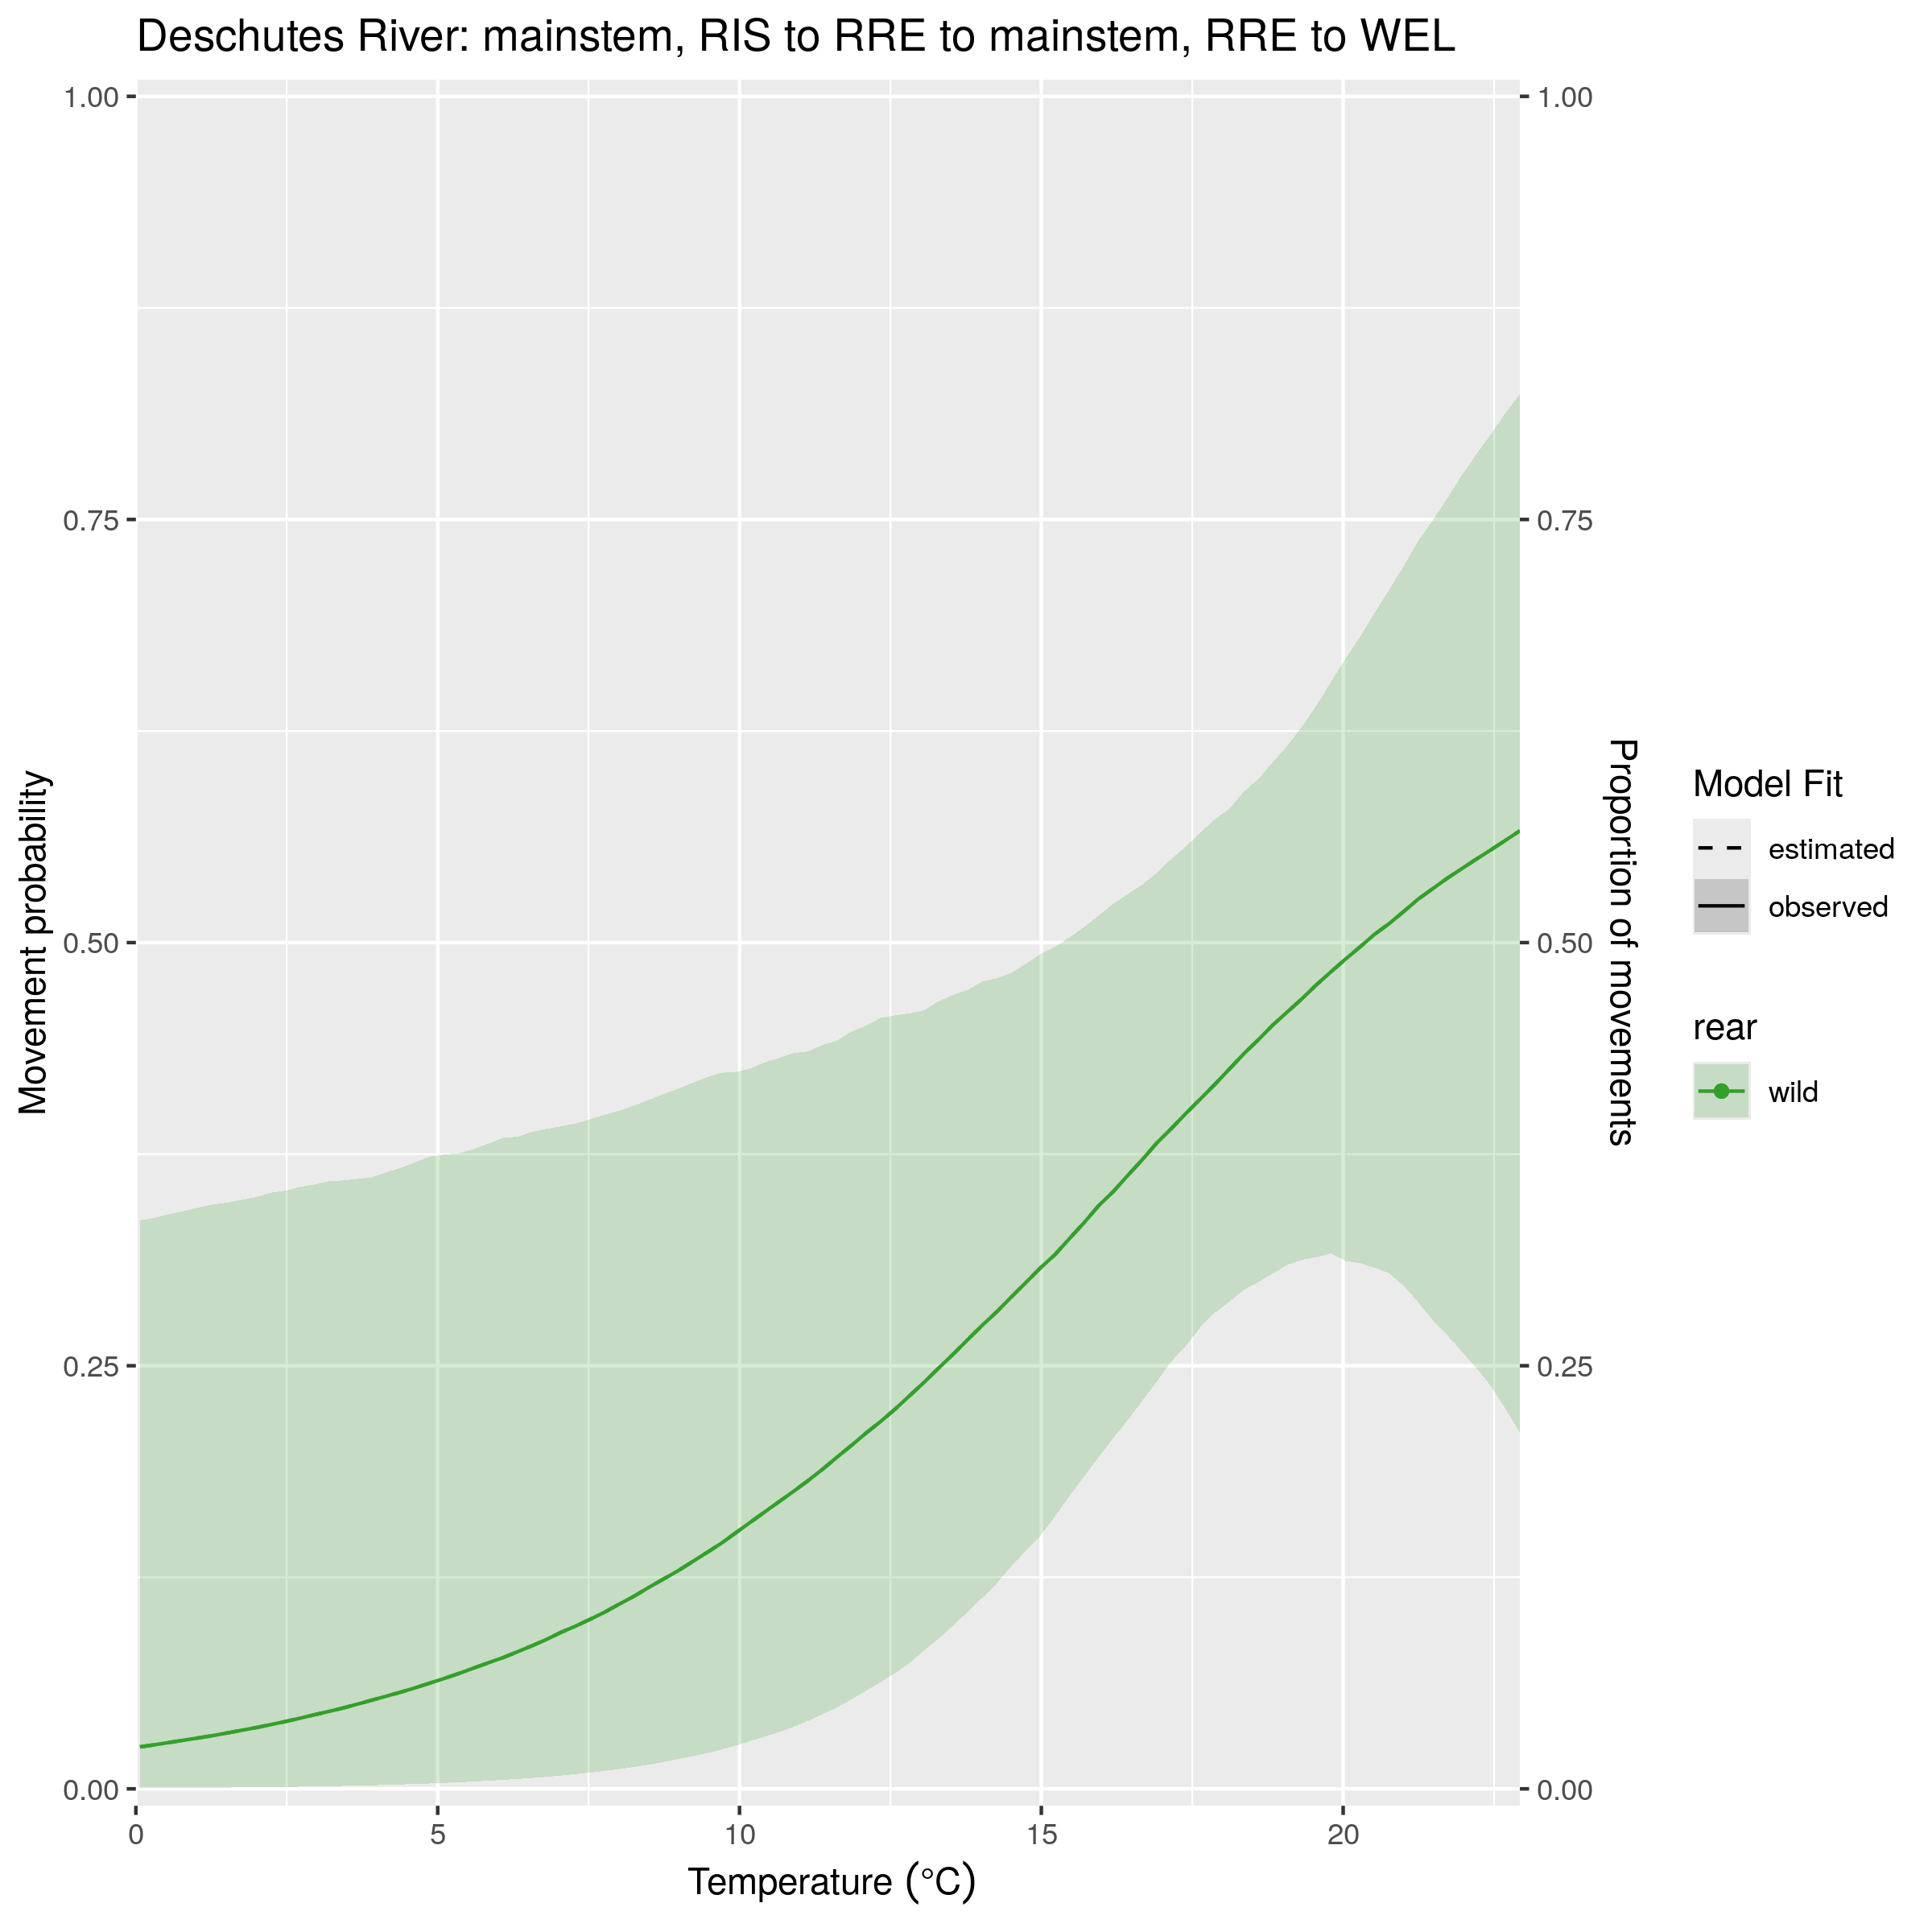 Deschutes River: mainstem, RIS to RRE to mainstem, RRE to WEL
1.00
0.75
0.50
0.25
0.00
Movement probability
1.00
0.75
0.50
0.25
0.00
Proportion of movements
0 5 10 15 20
Temperature (°C)
Model Fit
estimated
observed
rear
wild